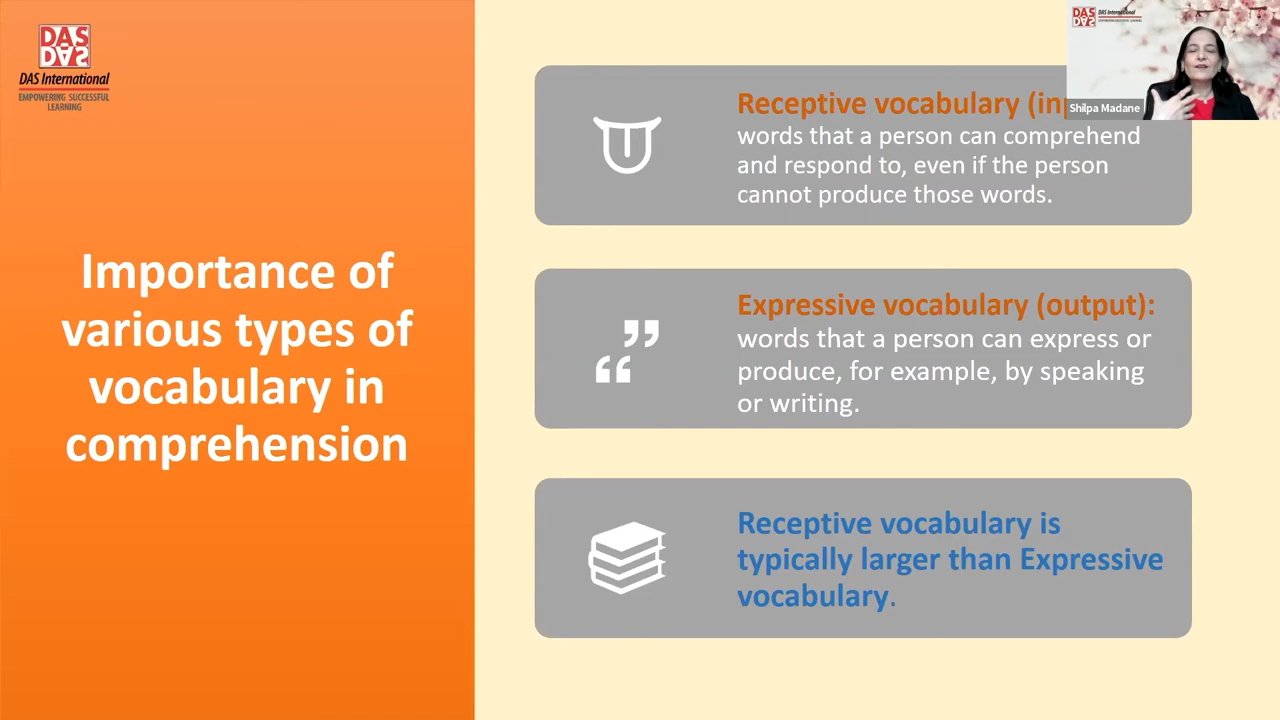 DAS
DAS
DAS International
EMPOWERING SUCCESSFUL
LEARNING
Importance of
various types of
vocabulary in
comprehension
Receptive vocabulary
words that a person can comprehend
and respond to, even if the person
cannot produce those words.
Expressive vocabulary (output):
words that a person can express or
produce, for example, by speaking
or writing.
Receptive vocabulary is
typically larger than Expressive
vocabulary.
DAS
DAS
DAS International
Shilpa Madane